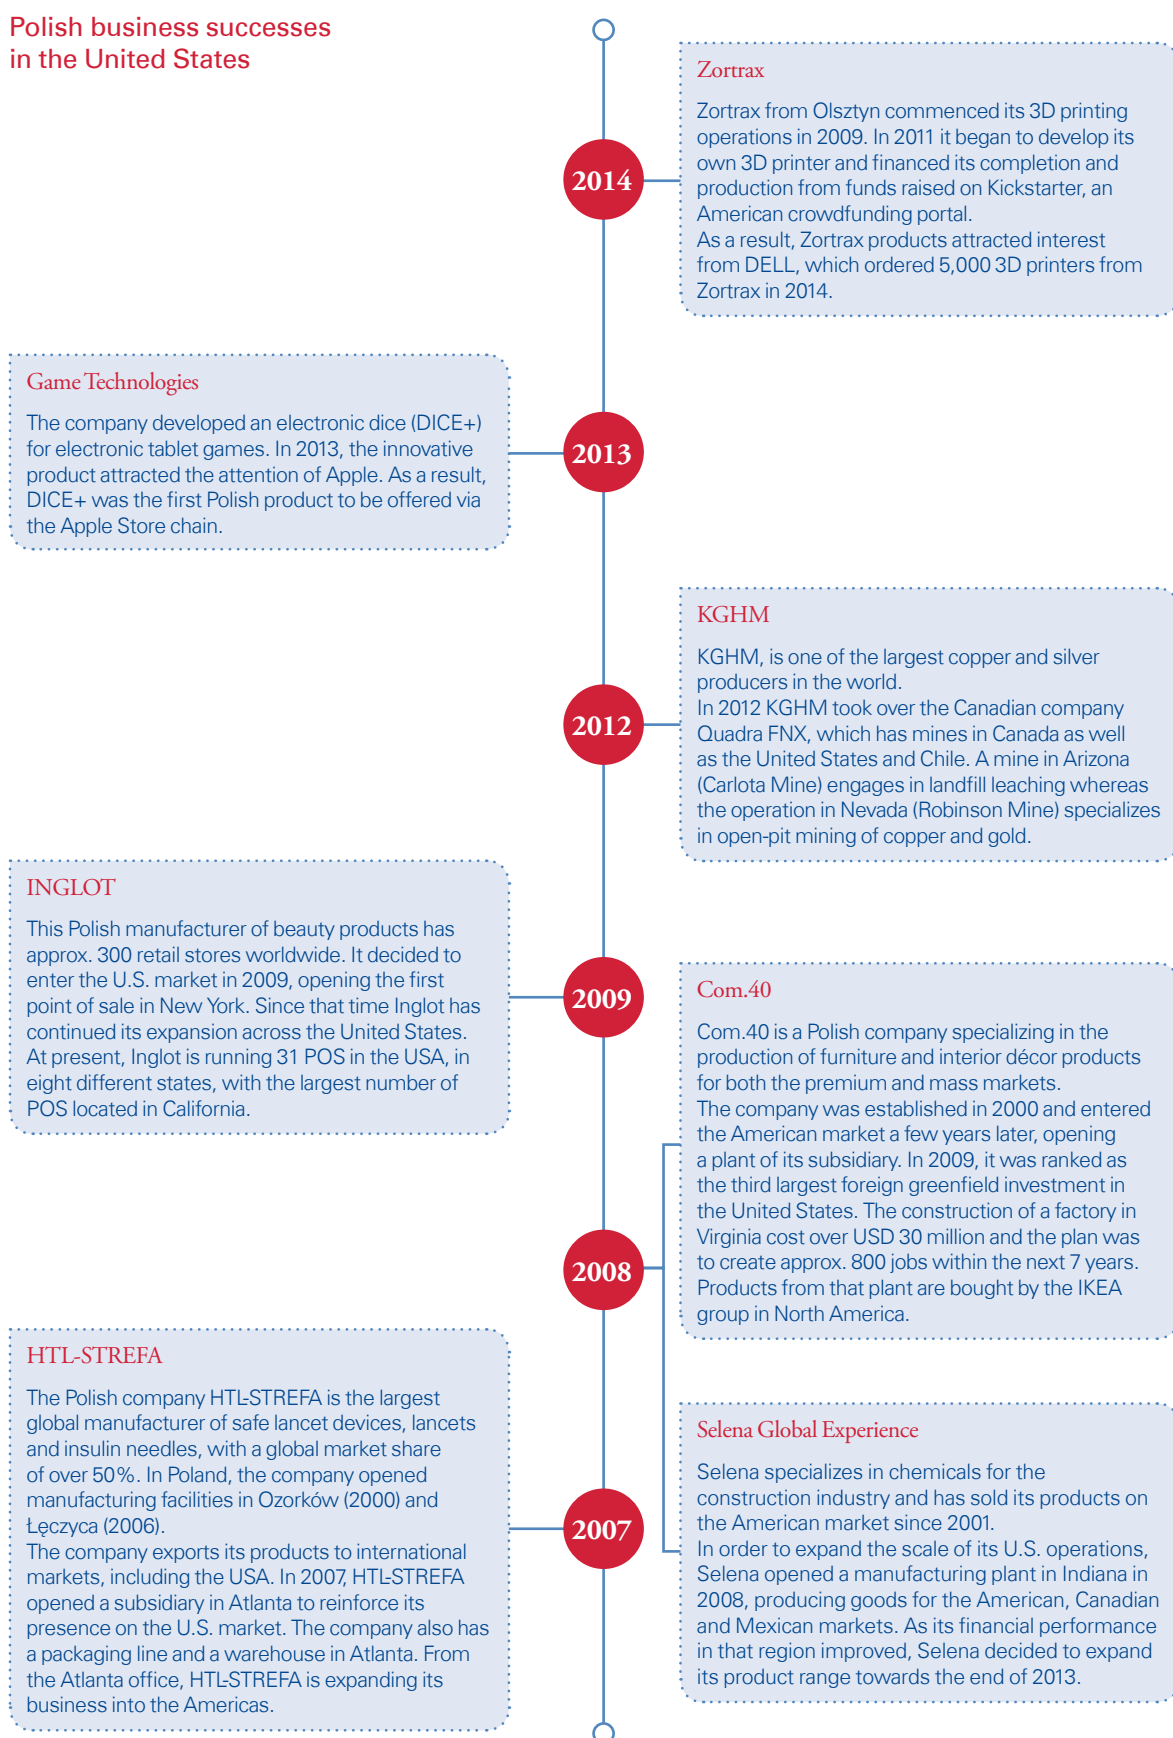 Polish business successes
in the United States
2014
Zortrax
Zortrax from Olsztyn commenced its 3D printing
operations in 2009. In 2011 it began to develop its
own 3D printer and financed its completion and
production from funds raised on Kickstarter, an
American crowdfunding portal.
As a result, Zortrax products attracted interest
from DELL, which ordered 5,000 3D printers from
Zortrax in 2014.
Game Technologies
The company developed an electronic dice (DICE+)
for electronic tablet games. In 2013, the innovative
product attracted the attention of Apple. As a result,
DICE+ was the first Polish product to be offered via
the Apple Store chain.
2013
KGHM
KGHM, is one of the largest copper and silver
producers in the world.
In 2012 KGHM took over the Canadian company
Quadra FNX, which has mines in Canada as well
as the United States and Chile. A mine in Arizona
(Carlota Mine) engages in landfill leaching whereas
the operation in Nevada (Robinson Mine) specializes
in open-pit mining of copper and gold.
2012
INGLOT
This Polish manufacturer of beauty products has
approx. 300 retail stores worldwide. It decided to
enter the U.S. market in 2009, opening the first
point of sale in New York. Since that time Inglot has
continued its expansion across the United States.
At present, Inglot is running 31 POS in the USA, in
eight different states, with the largest number of
POS located in California.
2009
Com.40
Com.40 is a Polish company specializing in the
production of furniture and interior décor products
for both the premium and mass markets.
The company was established in 2000 and entered
the American market a few years later, opening
a plant of its subsidiary. In 2009, it was ranked as
the third largest foreign greenfield investment in
the United States. The construction of a factory in
Virginia cost over USD 30 million and the plan was
to create approx. 800 jobs within the next 7 years.
Products from that plant are bought by the IKEA
group in North America.
2008
HTL-STREFA
The Polish company HTL-STREFA is the largest
global manufacturer of safe lancet devices, lancets
and insulin needles, with a global market share
of over 50%. In Poland, the company opened
manufacturing facilities in Ozorków (2000) and
Łęczyca (2006).
The company exports its products to international
markets, including the USA. In 2007, HTL-STREFA
opened a subsidiary in Atlanta to reinforce its
presence on the U.S. market. The company also has
a packaging line and a warehouse in Atlanta. From
the Atlanta office, HTL-STREFA is expanding its
business into the Americas.
2007
Selena Global Experience
Selena specializes in chemicals for the
construction industry and has sold its products on
the American market since 2001.
In order to expand the scale of its U.S. operations,
Selena opened a manufacturing plant in Indiana in
2008, producing goods for the American, Canadian
and Mexican markets. As its financial performance
in that region improved, Selena decided to expand
its product range towards the end of 2013.